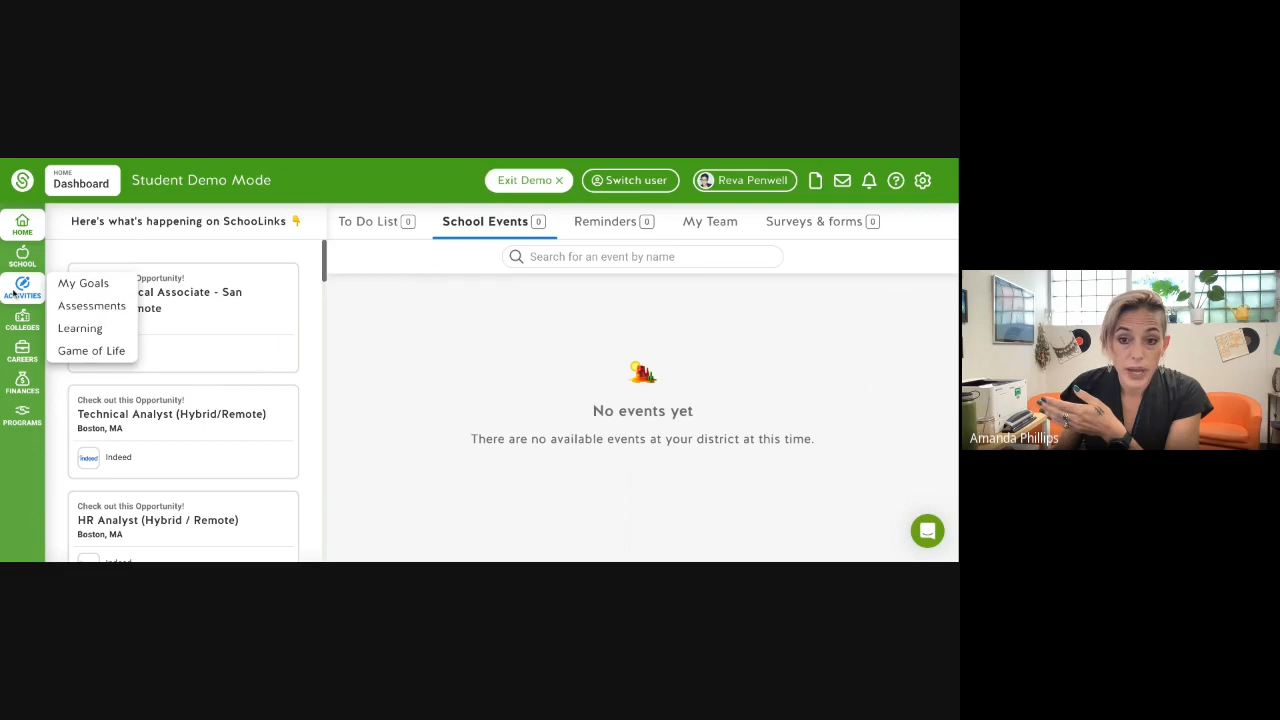 HOME
Dashboard
Student Demo Mode
Exit Demo ×
Switch user
Reva Penwell
HOME
SCHOOL
ACTIVITIES
COLLEGES
CAREERS
FINANCES
PROGRAMS
My Goals
Assessments
Learning
Game of Life
Here's what's happening on SchooLinks 👇
Opportunity!
cal Associate - San
mote
Check out this Opportunity!
Technical Analyst (Hybrid/Remote)
Boston, MA
indeed
Indeed
Check out this Opportunity!
HR Analyst (Hybrid / Remote)
Boston, MA
Indeed
To Do List 0
School Events 0
Reminders 0
My Team
Surveys & forms 0
Search for an event by name
No events yet
There are no available events at your district at this time.
Amanda Phillips